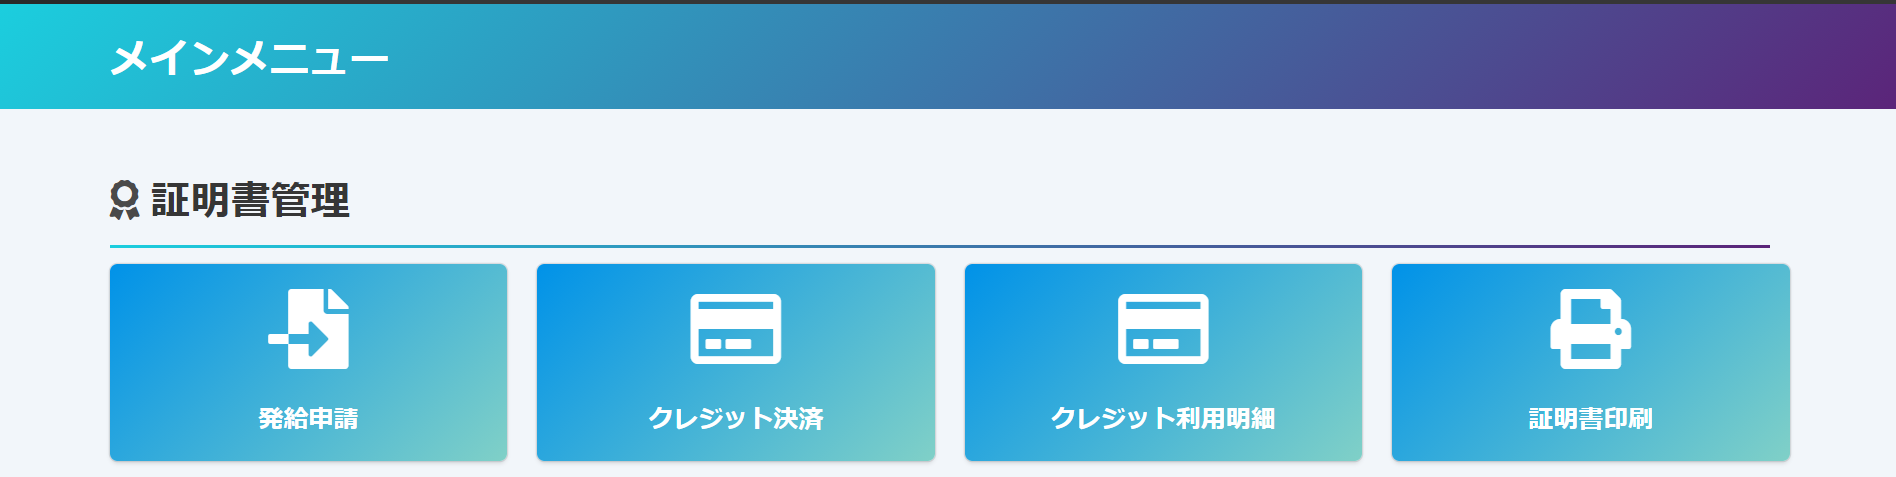 メインメニュー
証明書管理
発給申請
クレジット決済
クレジット利用明細
証明書印刷